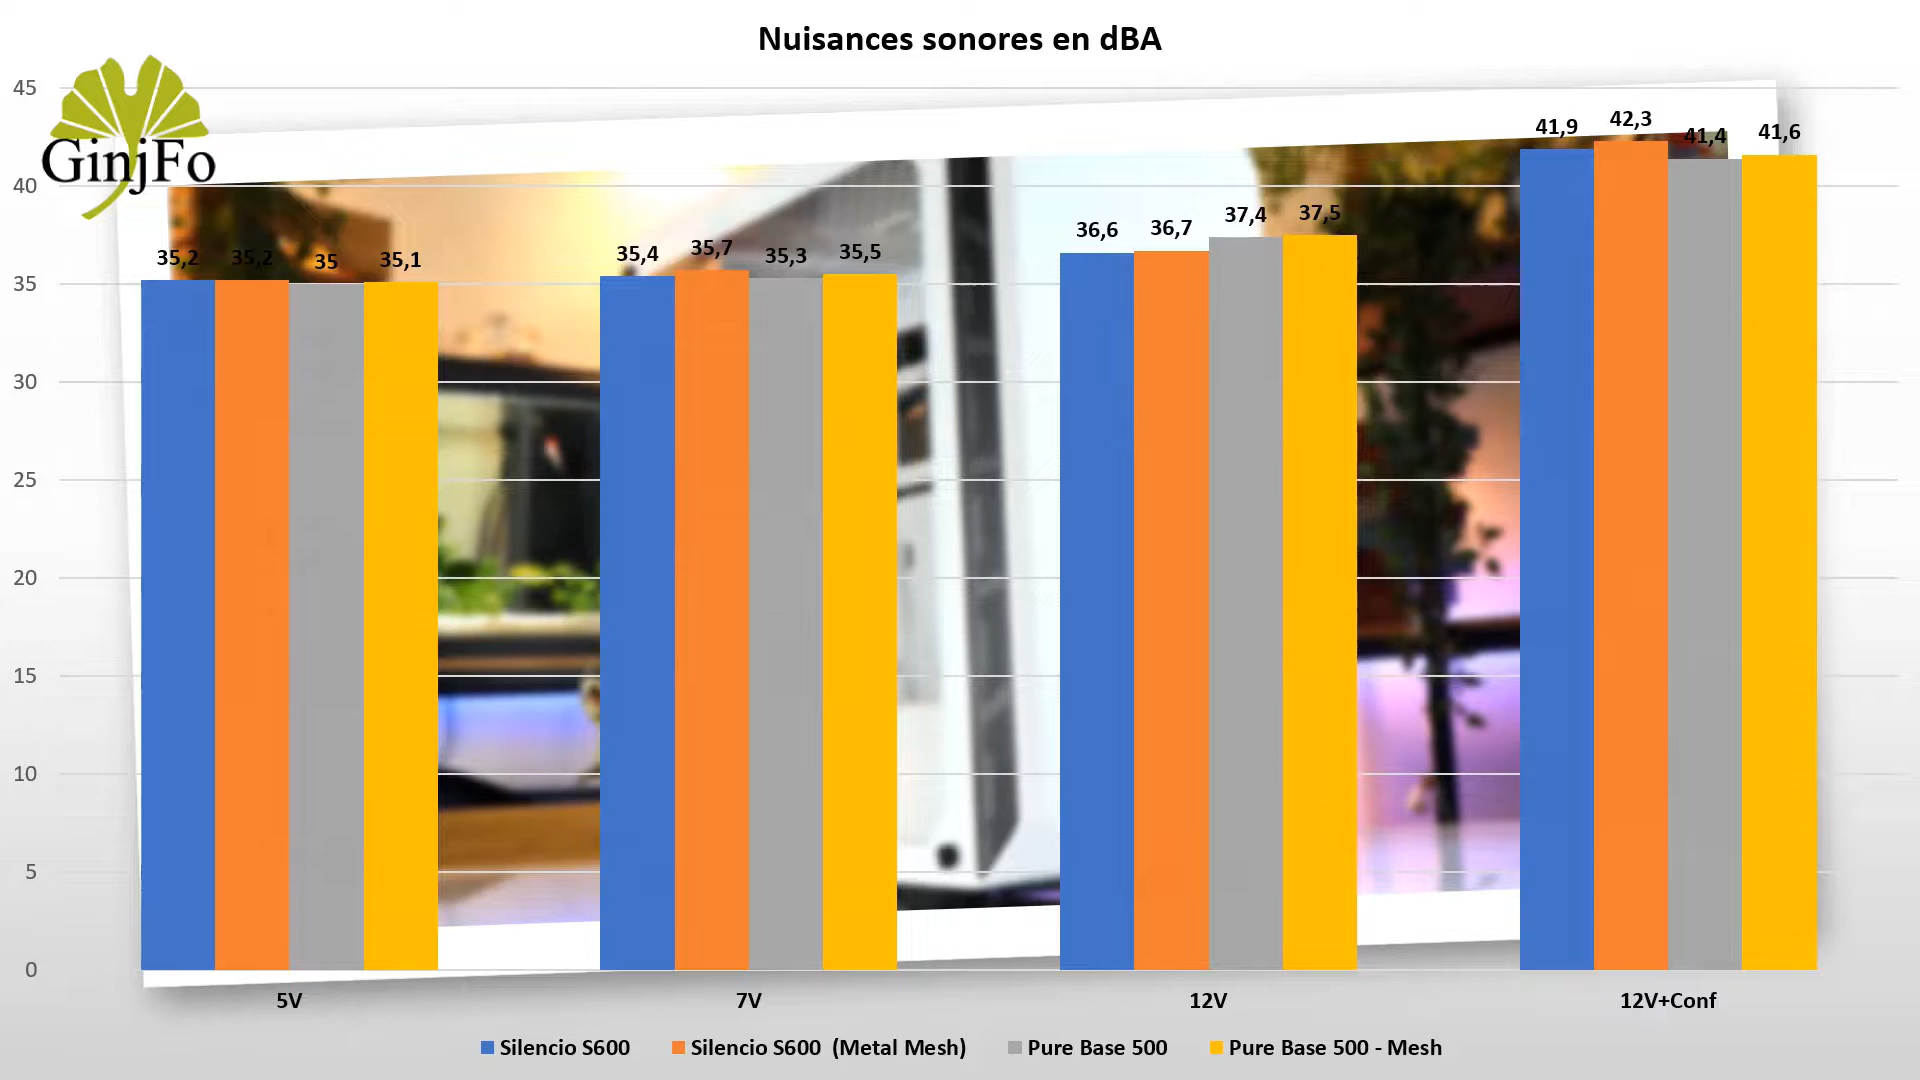 Nuisances sonores en dBA
GinjFo
45
40
35
30
25
20
15
10
5
0
35,2
35,2
35
35,1
35,4
35,7
35,3
35,5
36,6
36,7
37,4
37,5
41,9
42,3
41,4
41,6
5V
7V
12V
12V+Conf
Silencio S600
Silencio S600 (Metal Mesh)
Pure Base 500
Pure Base 500 - Mesh